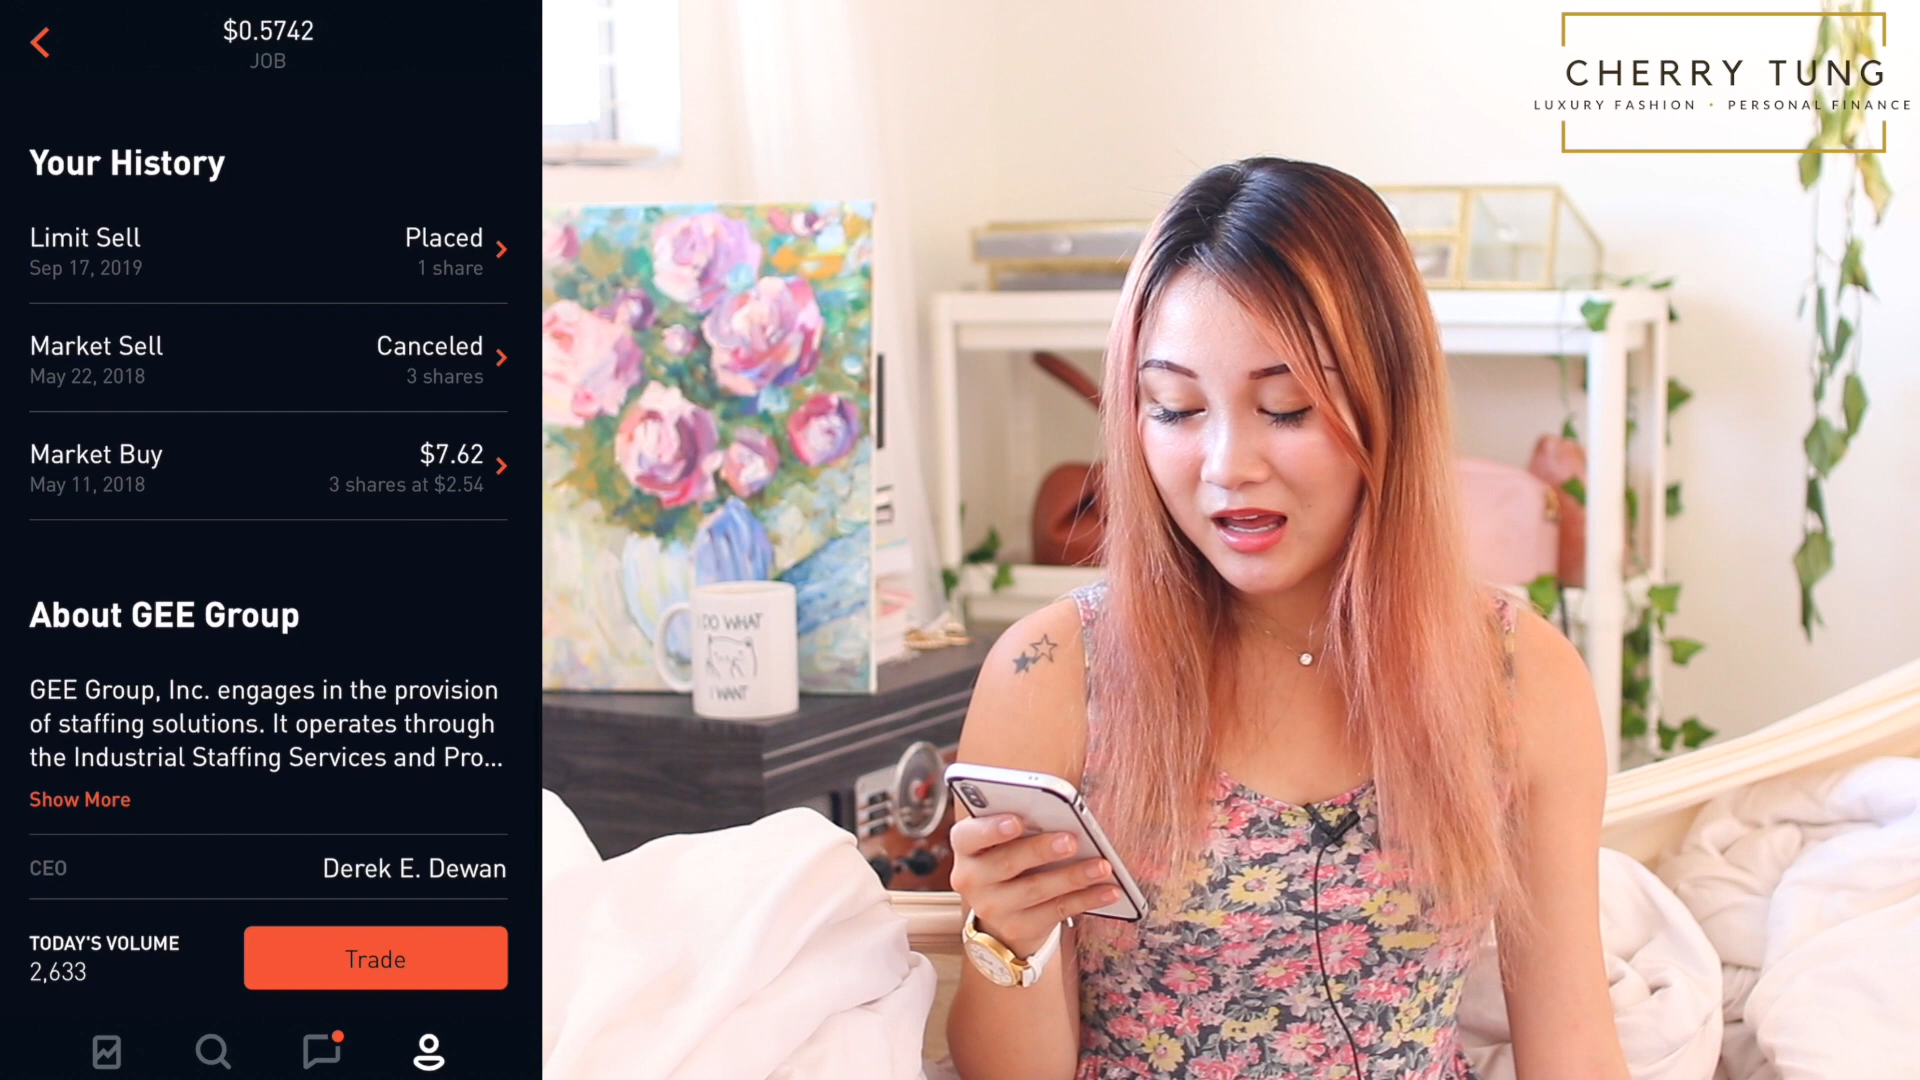 $0.5742
JOB
Your History
Limit Sell
Placed
Sep 17, 2019
1 share
Market Sell
Canceled
May 22, 2018
3 shares
Market Buy
$7.62
May 11, 2018
3 shares at $2.54
About GEE Group
GEE Group, Inc. engages in the provision
of staffing solutions. It operates through
the Industrial Staffing Services and Pro...
Show More
CEO
Derek E. Dewan
TODAY'S VOLUME
2,633
Trade
CHERRY TUNG
LUXURY FASHION • PERSONAL FINANCE
I DO WHAT
I WANT